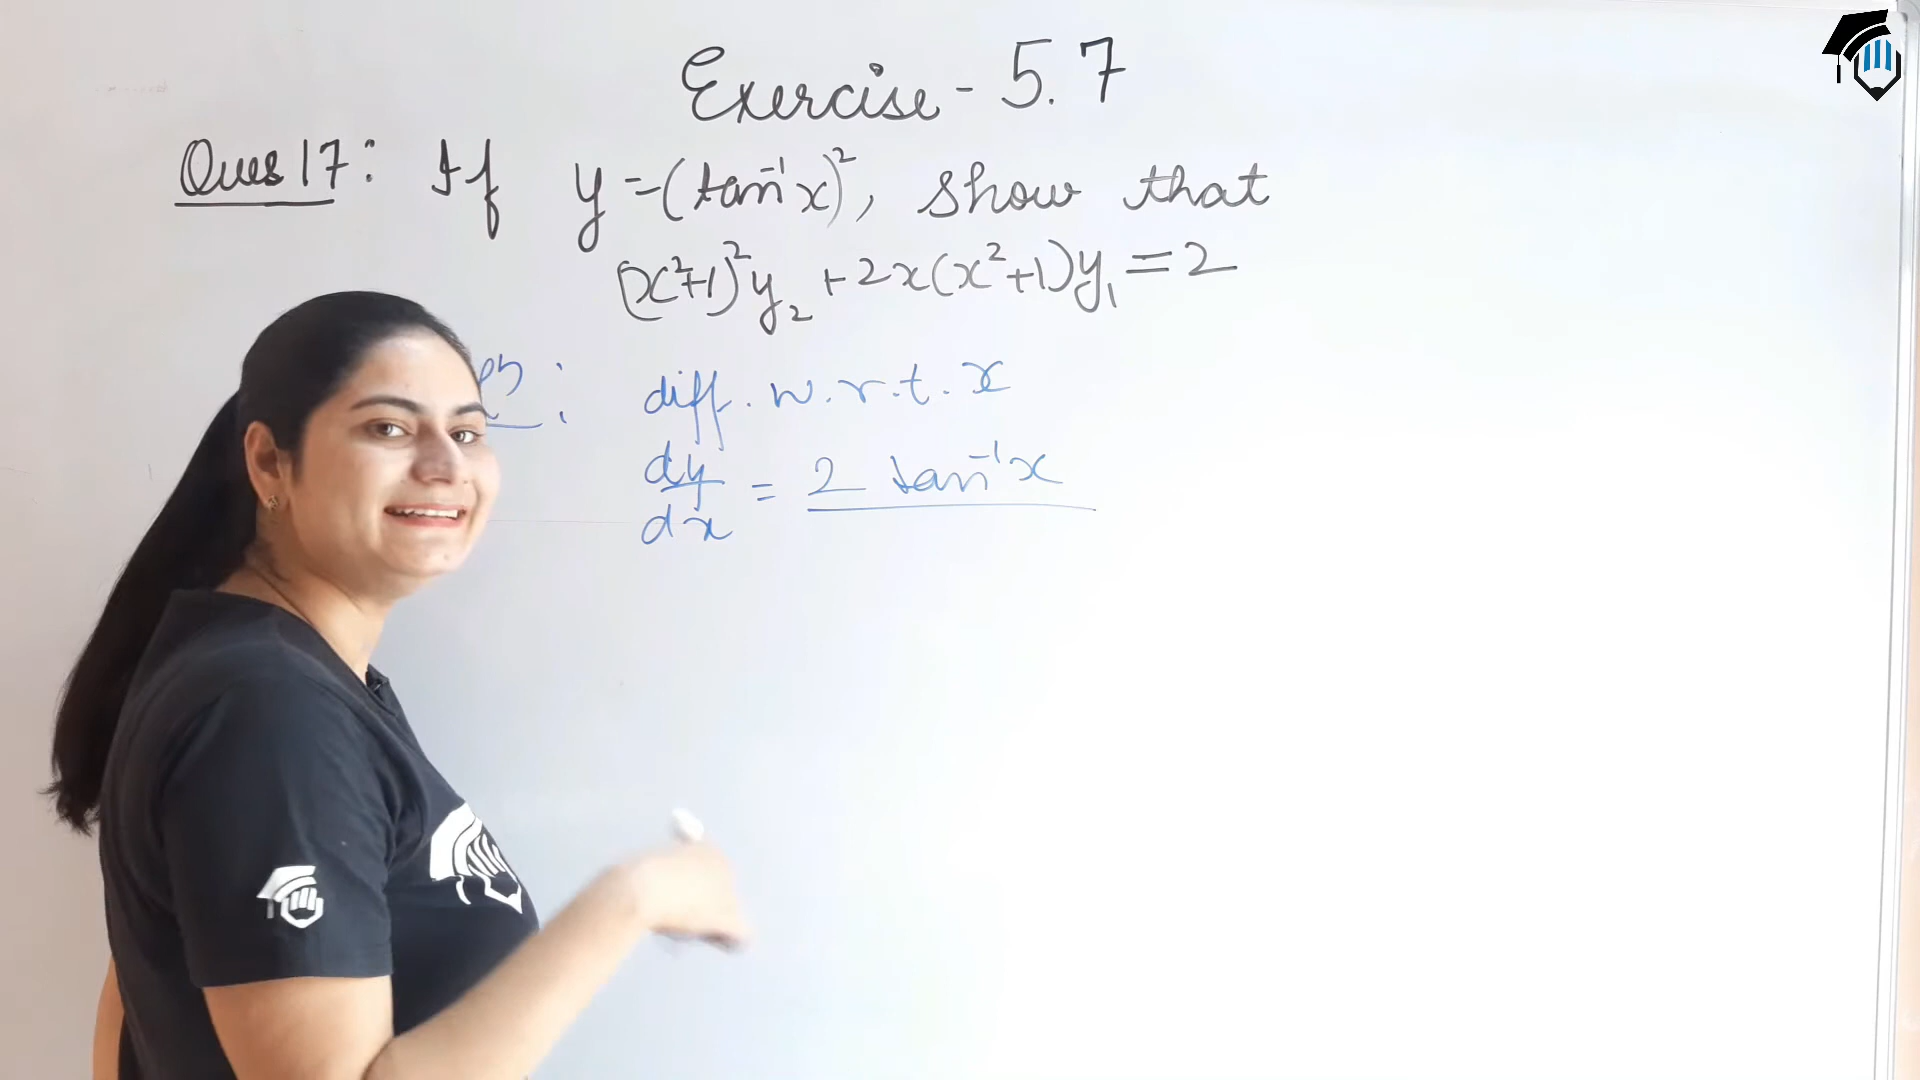 Exercise - 5.7
Ques 17: If y = (tan⁻¹x)², show that
(x²+1)²y₂ + 2x(x²+1)y₁ = 2
: diff. w.r.t. x
dy/dx = 2 tan⁻¹x